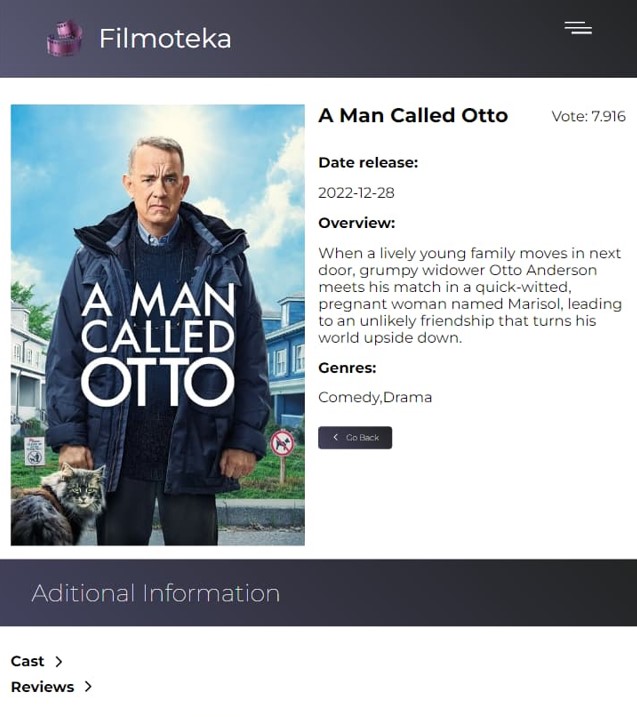 Filmoteka
A Man Called Otto
Vote: 7.916
Date release:
2022-12-28
Overview:
When a lively young family moves in next
door, grumpy widower Otto Anderson
meets his match in a quick-witted,
pregnant woman named Marisol, leading
to an unlikely friendship that turns his
world upside down.
Genres:
Comedy,Drama
Go Back
A MAN
CALLED
OTTO
Aditional Information
Cast
Reviews